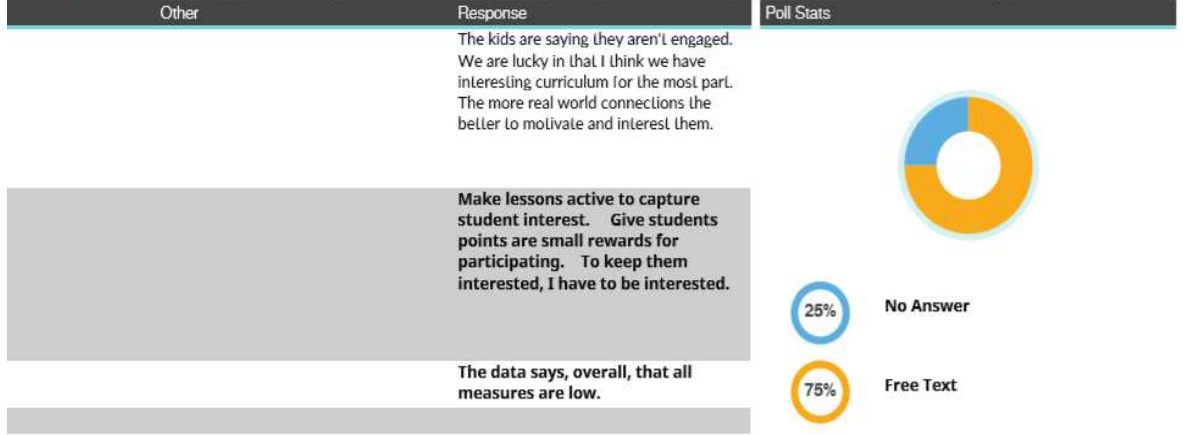 Other Response Poll Stats
The kids are saying they aren't engaged.
We are lucky in that I think we have
interesting curriculum for the most part.
The more real world connections the
better to motivate and interest them.
Make lessons active to capture
student interest. Give students
points are small rewards for
participating. To keep them
interested, I have to be interested.
The data says, overall, that all
measures are low.
25% No Answer
75% Free Text